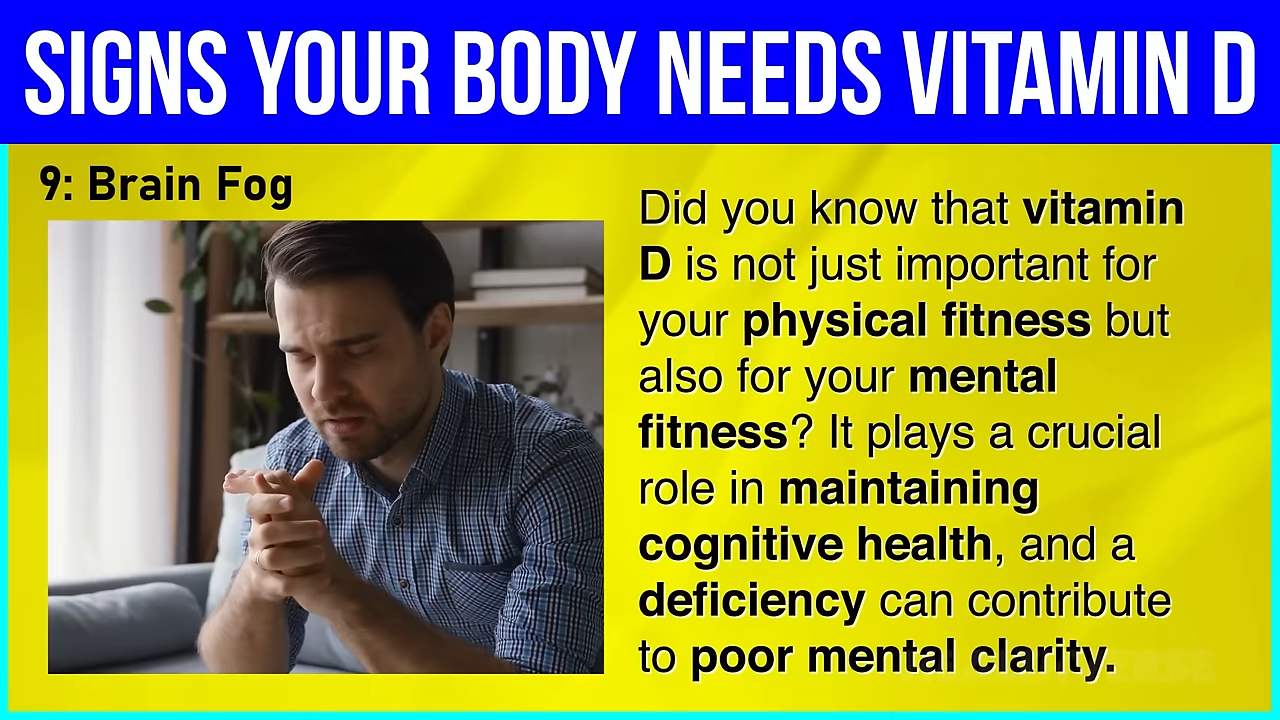 SIGNS YOUR BODY NEEDS VITAMIN D
9: Brain Fog
Did you know that vitamin
D is not just important for
your physical fitness but
also for your mental
fitness? It plays a crucial
role in maintaining
cognitive health, and a
deficiency can contribute
to poor mental clarity.